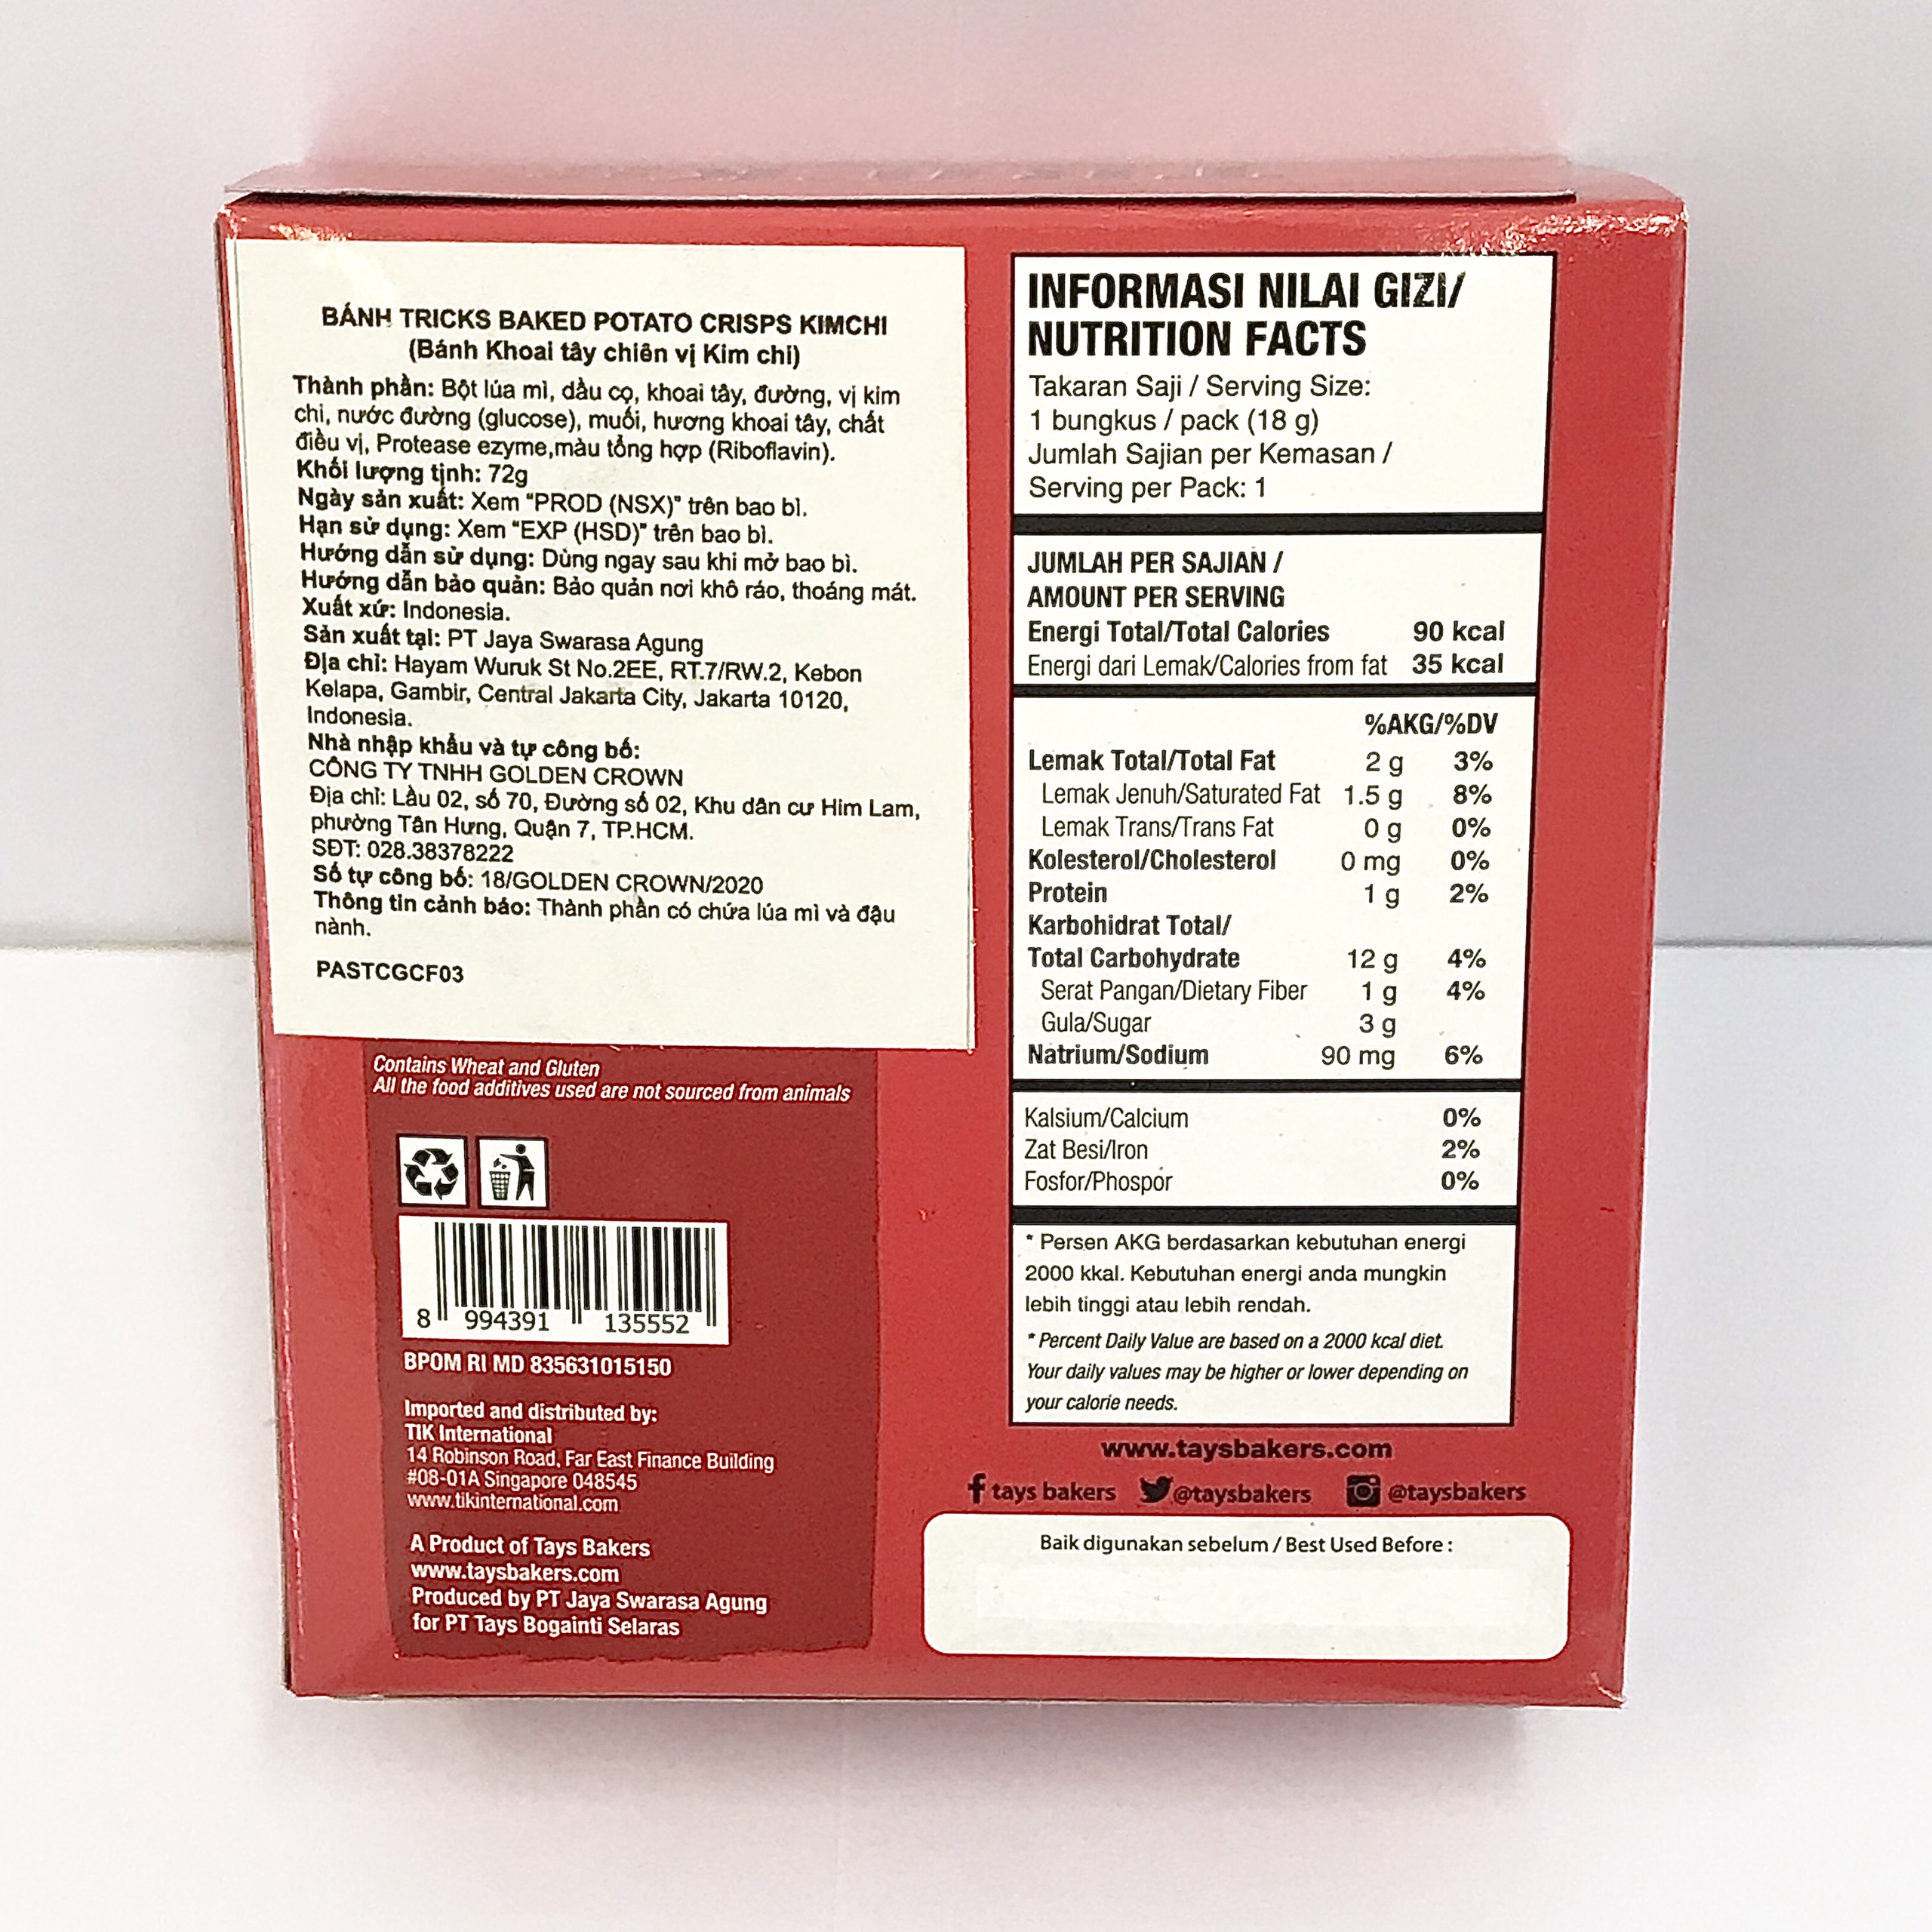 BÁNH TRICKS BAKED POTATO CRISPS KIMCHI
(Bánh Khoai tây chiên vị Kim chi)
Thành phần: Bột lúa mì, dầu cọ, khoai tây, đường, vị kim
chi, nước đường (glucose), muối, hương khoai tây, chất
điều vị, Protease ezyme,màu tổng hợp (Riboflavin).
Khối lượng tịnh: 72g
Ngày sản xuất: Xem "PROD (NSX)" trên bao bì.
Hạn sử dụng: Xem "EXP (HSD)" trên bao bì.
Hướng dẫn sử dụng: Dùng ngay sau khi mở bao bì.
Hướng dẫn bảo quản: Bảo quản nơi khô ráo, thoáng mát.
Xuất xứ: Indonesia.
Sản xuất tại: PT Jaya Swarasa Agung
Địa chỉ: Hayam Wuruk St No.2EE, RT.7/RW.2, Kebon
Kelapa, Gambir, Central Jakarta City, Jakarta 10120,
Indonesia.
Nhà nhập khẩu và tự công bố:
CÔNG TY TNHH GOLDEN CROWN
Địa chỉ: Lầu 02, số 70, Đường số 02, Khu dân cư Him Lam,
phường Tân Hưng, Quận 7, TP.HCM.
SĐT: 028.38378222
Số tự công bố: 18/GOLDEN CROWN/2020
Thông tin cảnh báo: Thành phần có chứa lúa mì và đậu
nành.
PASTCGCF03
Contains Wheat and Gluten
All the food additives used are not sourced from animals
8 994391 135552
BPOM RI MD 835631015150
Imported and distributed by:
TIK International
14 Robinson Road, Far East Finance Building
#08-01A Singapore 048545
www.tikinternational.com
A Product of Tays Bakers
www.taysbakers.com
Produced by PT Jaya Swarasa Agung
for PT Tays Bogainti Selaras
INFORMASI NILAI GIZI/
NUTRITION FACTS
Takaran Saji / Serving Size:
1 bungkus / pack (18 g)
Jumlah Sajian per Kemasan /
Serving per Pack: 1
JUMLAH PER SAJIAN /
AMOUNT PER SERVING
Energi Total/Total Calories 90 kcal
Energi dari Lemak/Calories from fat 35 kcal
%AKG/%DV
Lemak Total/Total Fat 2 g 3%
Lemak Jenuh/Saturated Fat 1.5 g 8%
Lemak Trans/Trans Fat 0 g 0%
Kolesterol/Cholesterol 0 mg 0%
Protein 1 g 2%
Karbohidrat Total/
Total Carbohydrate 12 g 4%
Serat Pangan/Dietary Fiber 1 g 4%
Gula/Sugar 3 g
Natrium/Sodium 90 mg 6%
Kalsium/Calcium 0%
Zat Besi/Iron 2%
Fosfor/Phospor 0%
* Persen AKG berdasarkan kebutuhan energi
2000 kkal. Kebutuhan energi anda mungkin
lebih tinggi atau lebih rendah.
* Percent Daily Value are based on a 2000 kcal diet.
Your daily values may be higher or lower depending on
your calorie needs.
www.taysbakers.com
tays bakers @taysbakers @taysbakers
Baik digunakan sebelum / Best Used Before :